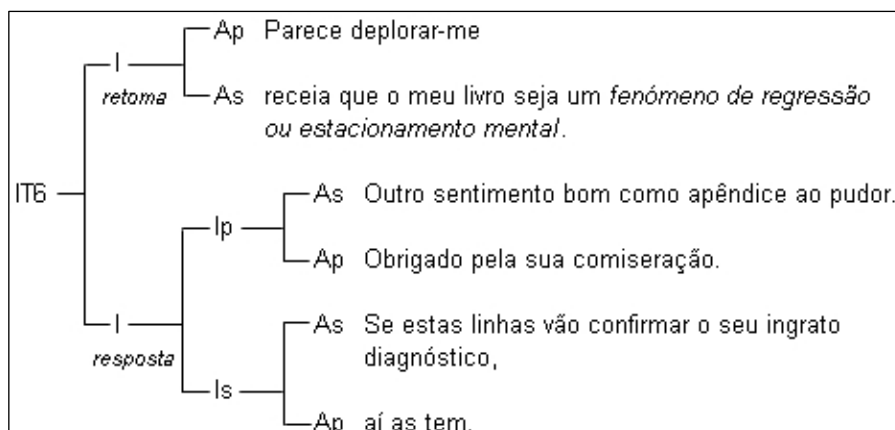 Ap Parece deplorar-me
I
retoma
As receia que o meu livro seja um fenómeno de regressão
ou estacionamento mental.
IT6
As Outro sentimento bom como apêndice ao pudor.
Ip
Ap Obrigado pela sua comiseração.
I
resposta
As Se estas linhas vão confirmar o seu ingrato
diagnóstico,
Is
Ap aí as tem.